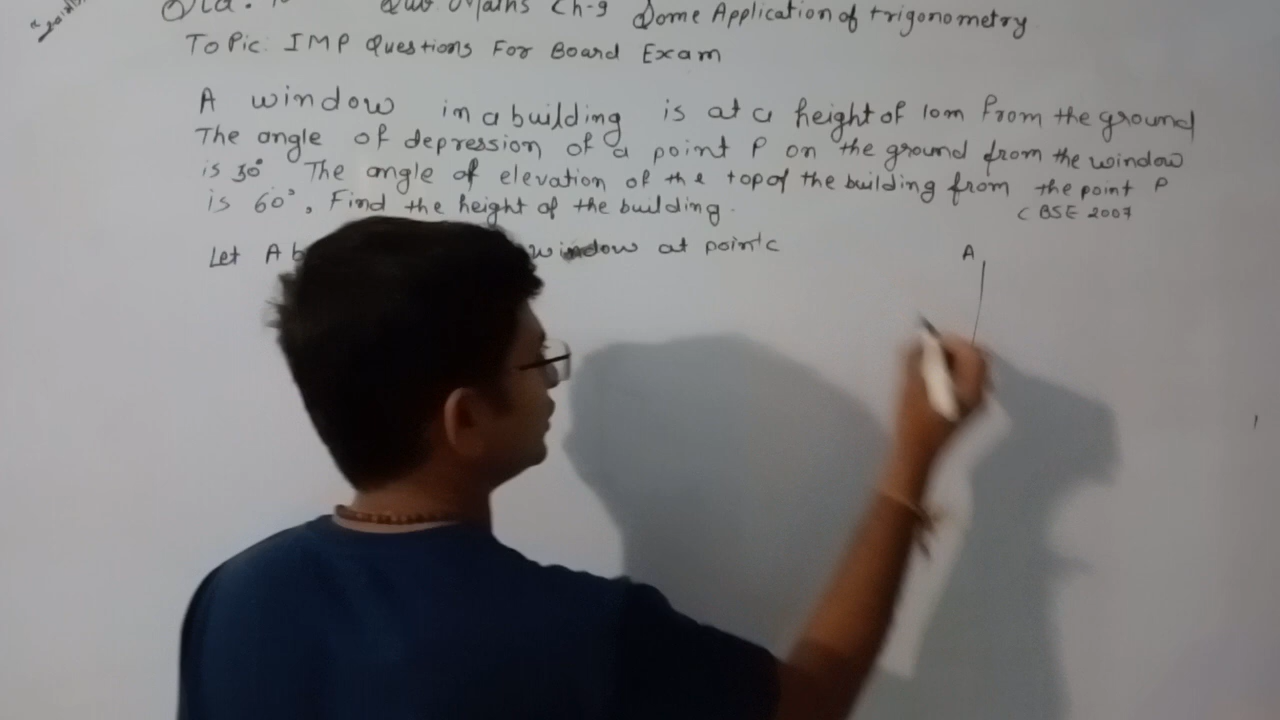 Maths Ch-9 Some Application of trigonometry
Topic: IMP Questions For Board Exam
A window in a building is at a height of 10m from the ground
The angle of depression of a point P on the ground from the window
is 30° The angle of elevation of the top of the building from the point P
is 60°, Find the height of the building.
CBSE 2007
Let A window at point c
A